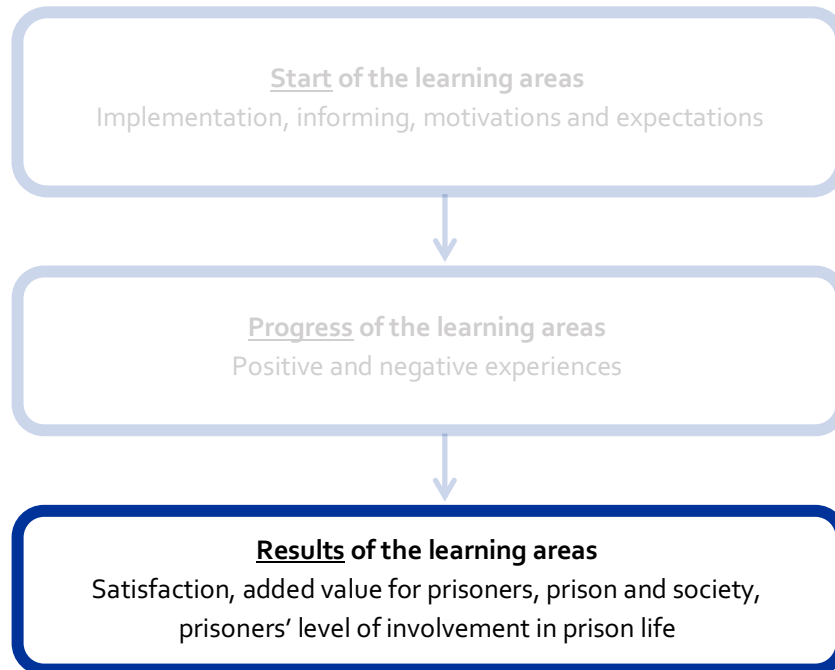 Start of the learning areas
Implementation, informing, motivations and expectations
Progress of the learning areas
Positive and negative experiences
Results of the learning areas
Satisfaction, added value for prisoners, prison and society,
prisoners’ level of involvement in prison life